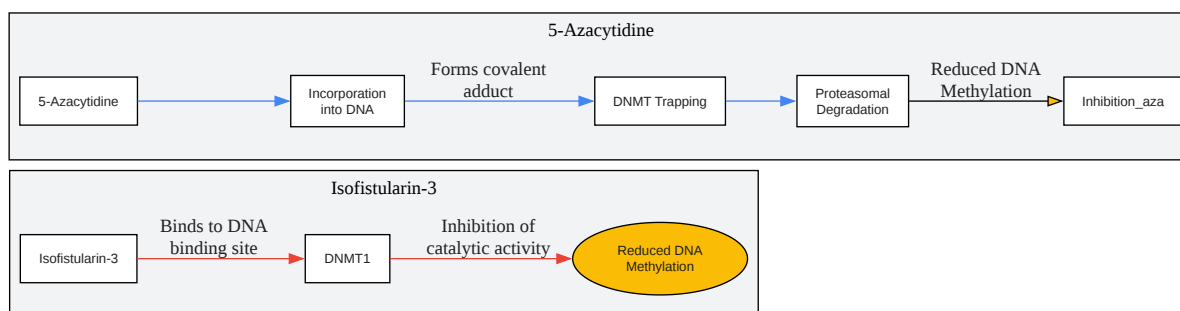 5-Azacytidine
5-Azacytidine
Incorporation
into DNA
Forms covalent
adduct
DNMT Trapping
Proteasomal
Degradation
Reduced DNA
Methylation
Inhibition_aza
Isofistularin-3
Isofistularin-3
Binds to DNA
binding site
DNMT1
Inhibition of
catalytic activity
Reduced DNA
Methylation